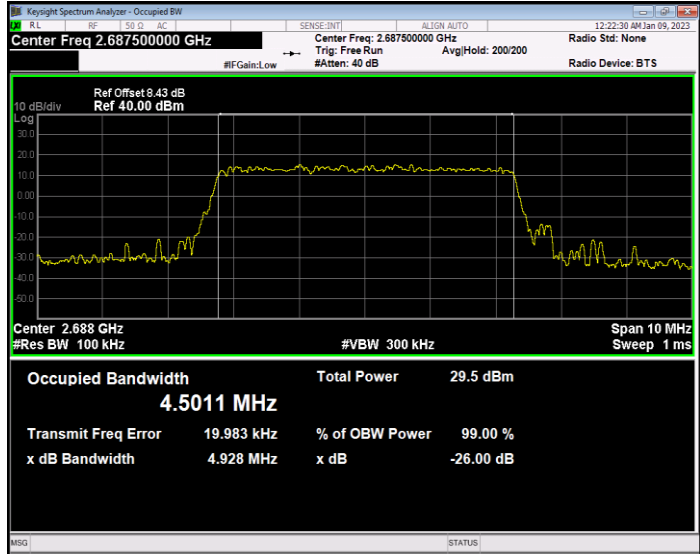 Keysight Spectrum Analyzer - Occupied BW
RL RF 50 Ω AC SENSE:INT ALIGN AUTO 12:22:30 AM Jan 09, 2023
Center Freq 2.687500000 GHz Center Freq: 2.687500000 GHz Radio Std: None
Trig: Free Run Avg|Hold: 200/200
#IFGain:Low #Atten: 40 dB Radio Device: BTS
Ref Offset 8.43 dB
10 dB/div Ref 40.00 dBm
Log
30.0
20.0
10.0
0.00
-10.0
-20.0
-30.0
-40.0
-50.0
Center 2.688 GHz Span 10 MHz
#Res BW 100 kHz #VBW 300 kHz Sweep 1 ms
Occupied Bandwidth Total Power 29.5 dBm
4.5011 MHz
Transmit Freq Error 19.983 kHz % of OBW Power 99.00 %
x dB Bandwidth 4.928 MHz x dB -26.00 dB
MSG STATUS